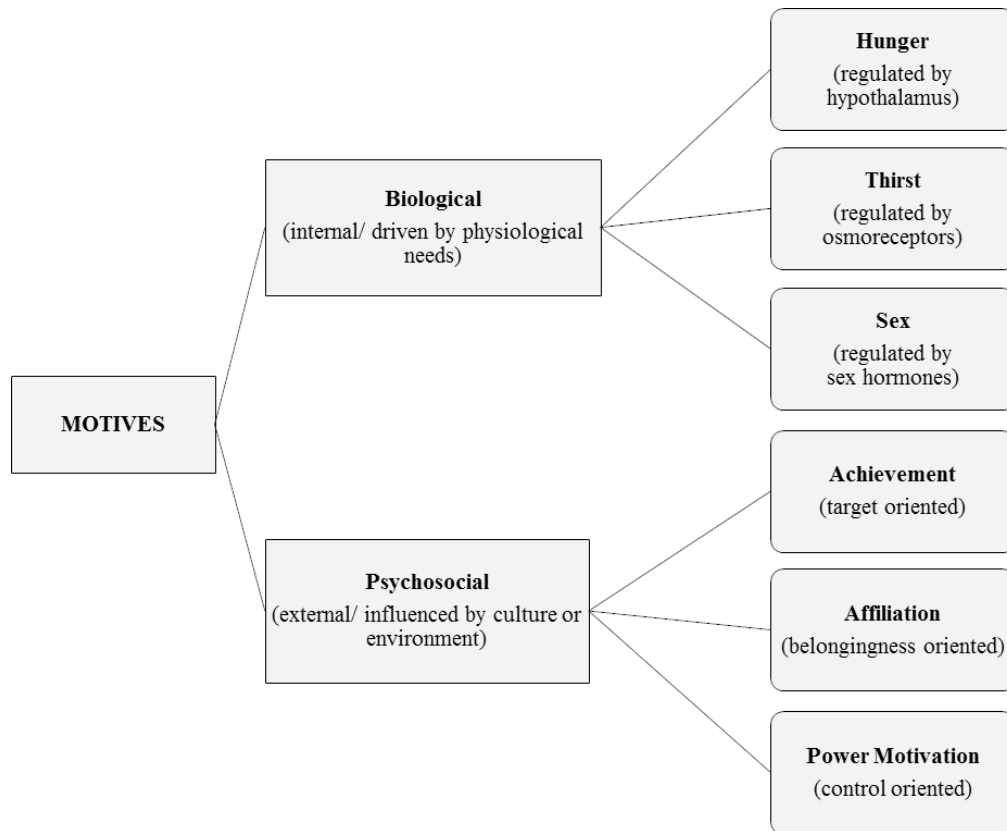 MOTIVES
Biological
(internal/ driven by physiological
needs)
Hunger
(regulated by
hypothalamus)
Thirst
(regulated by
osmoreceptors)
Sex
(regulated by
sex hormones)
Psychosocial
(external/ influenced by culture or
environment)
Achievement
(target oriented)
Affiliation
(belongingness oriented)
Power Motivation
(control oriented)